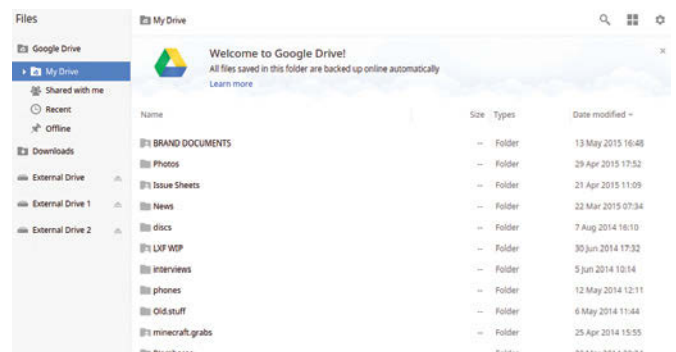 Files
My Drive
Google Drive
My Drive
Shared with me
Recent
Offline
Downloads
External Drive
External Drive 1
External Drive 2
Welcome to Google Drive!
All files saved in this folder are backed up online automatically
Learn more
Name Size Types Date modified
BRAND DOCUMENTS -- Folder 13 May 2015 16:48
Photos -- Folder 29 Apr 2015 17:52
Issue Sheets -- Folder 21 Apr 2015 11:09
News -- Folder 22 Mar 2015 07:34
discs -- Folder 7 Aug 2014 16:10
LXF WIP -- Folder 30 Jun 2014 17:32
interviews -- Folder 5 Jun 2014 10:14
phones -- Folder 12 May 2014 12:11
Old.stuff -- Folder 6 May 2014 11:44
minecraft.grabs -- Folder 25 Apr 2014 15:55